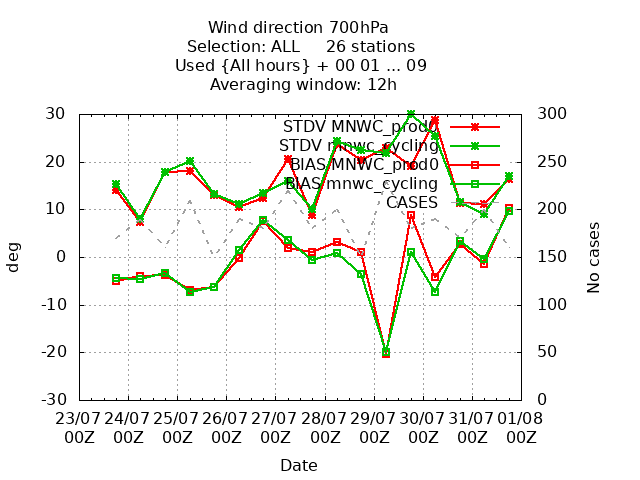 Wind direction 700hPa
Selection: ALL 26 stations
Used {All hours} + 00 01 ... 09
Averaging window: 12h
30 300
STDV MNWC_prod0
STDV mnwc_cycling
20 250
BIAS MNWC_prod0
BIAS mnwc_cycling
CASES
10 200
0 150
deg
No cases
-10 100
-20 50
-30 0
23/07 24/07 25/07 26/07 27/07 28/07 29/07 30/07 31/07 01/08
00Z 00Z 00Z 00Z 00Z 00Z 00Z 00Z 00Z 00Z
Date